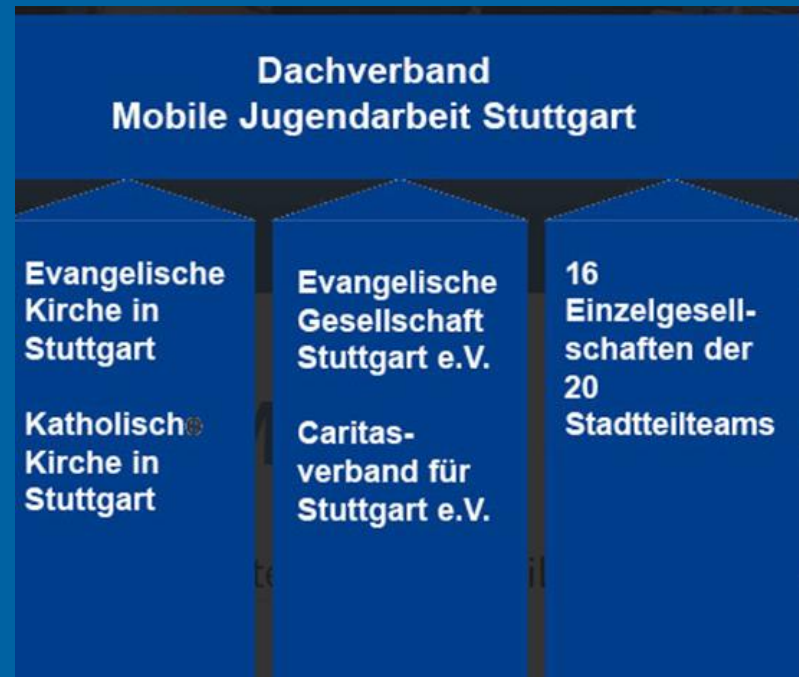 Dachverband
Mobile Jugendarbeit Stuttgart
Evangelische
Kirche in
Stuttgart
Katholische
Kirche in
Stuttgart
Evangelische
Gesellschaft
Stuttgart e.V.
Caritas-
verband für
Stuttgart e.V.
16
Einzelgesell-
schaften der
20
Stadtteilteams